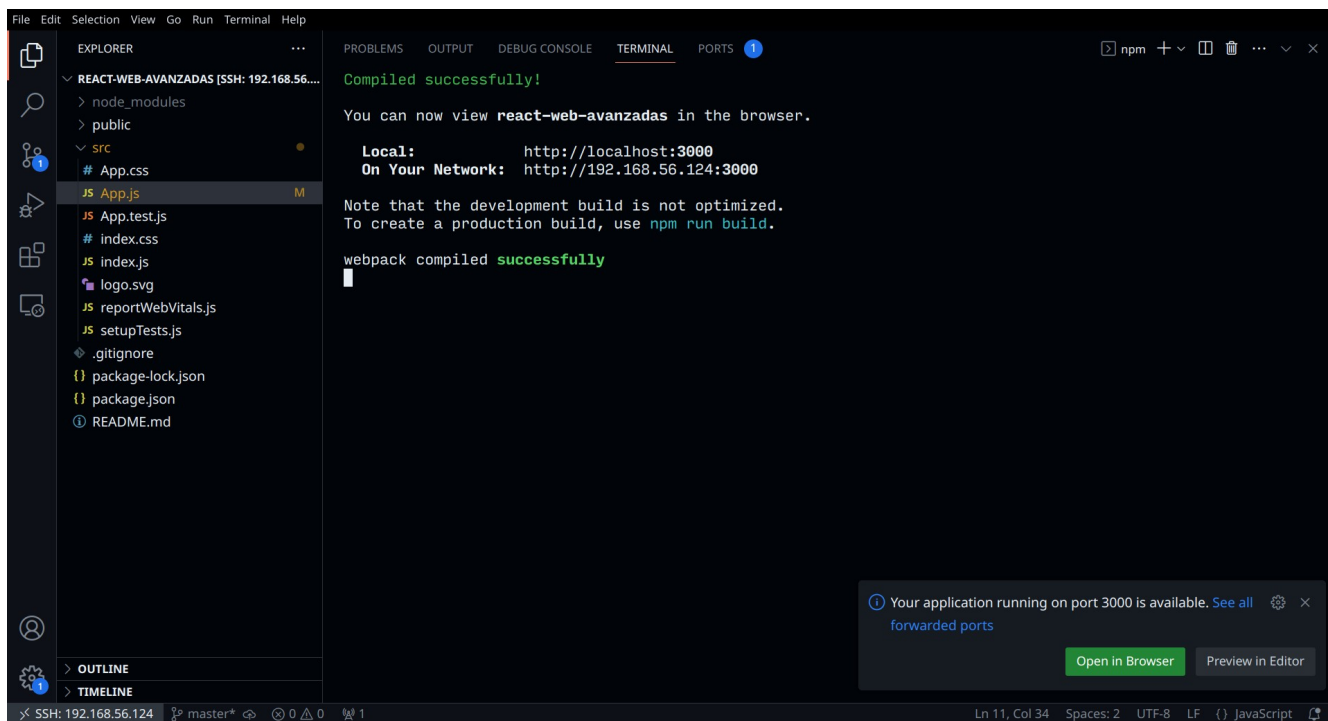 File Edit Selection View Go Run Terminal Help
EXPLORER
REACT-WEB-AVANZADAS [SSH: 192.168.56....
node_modules
public
src
# App.css
JS App.js M
JS App.test.js
# index.css
JS index.js
logo.svg
JS reportWebVitals.js
JS setupTests.js
.gitignore
{} package-lock.json
{} package.json
README.md
OUTLINE
TIMELINE
1
1
PROBLEMS OUTPUT DEBUG CONSOLE TERMINAL PORTS 1
npm
Compiled successfully!
You can now view react-web-avanzadas in the browser.
Local: http://localhost:3000
On Your Network: http://192.168.56.124:3000
Note that the development build is not optimized.
To create a production build, use npm run build.
webpack compiled successfully
Your application running on port 3000 is available. See all
forwarded ports
Open in Browser Preview in Editor
SSH: 192.168.56.124 master* 0 0 1 Ln 11, Col 34 Spaces: 2 UTF-8 LF {} JavaScript